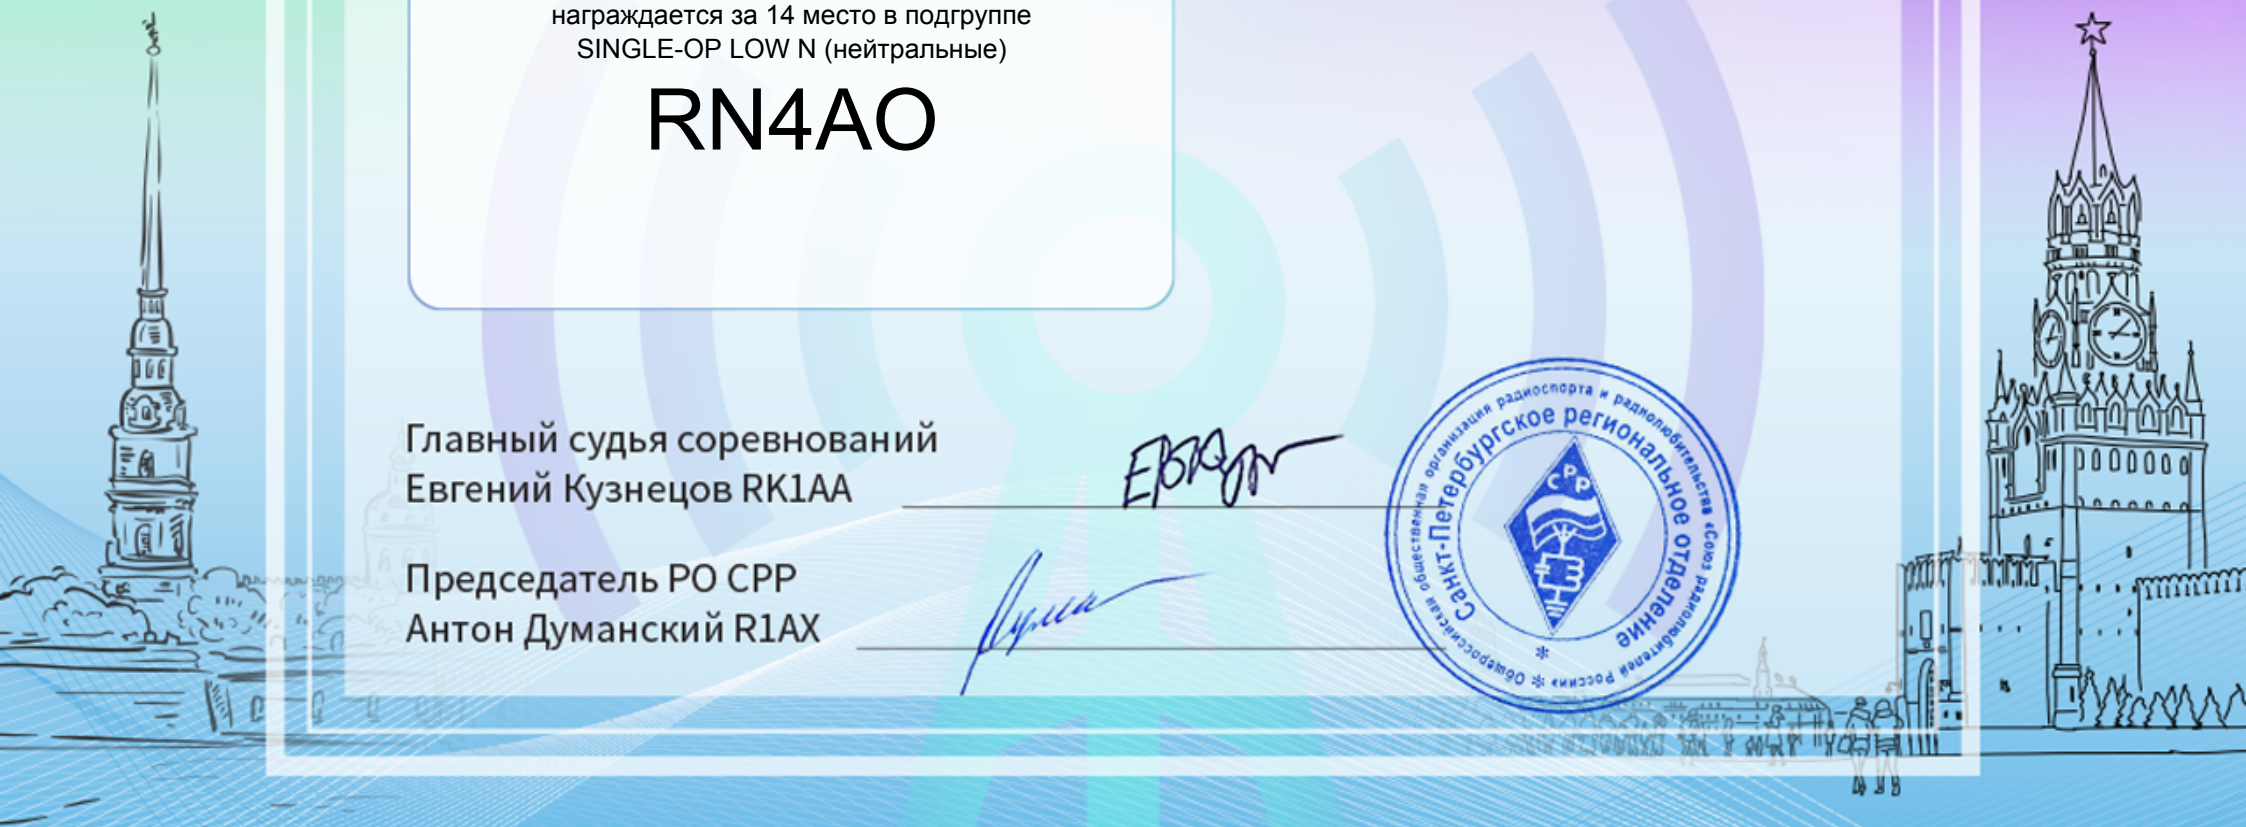 награждается за 14 место в подгруппе
SINGLE-OP LOW N (нейтральные)
RN4AO
Главный судья соревнований
Евгений Кузнецов RK1AA
Председатель РО СРР
Антон Думанский R1AX
Общероссийская общественная организация радиоспорта и радиолюбительства «Союз радиолюбителей России»
Санкт-Петербургское региональное отделение
СРР